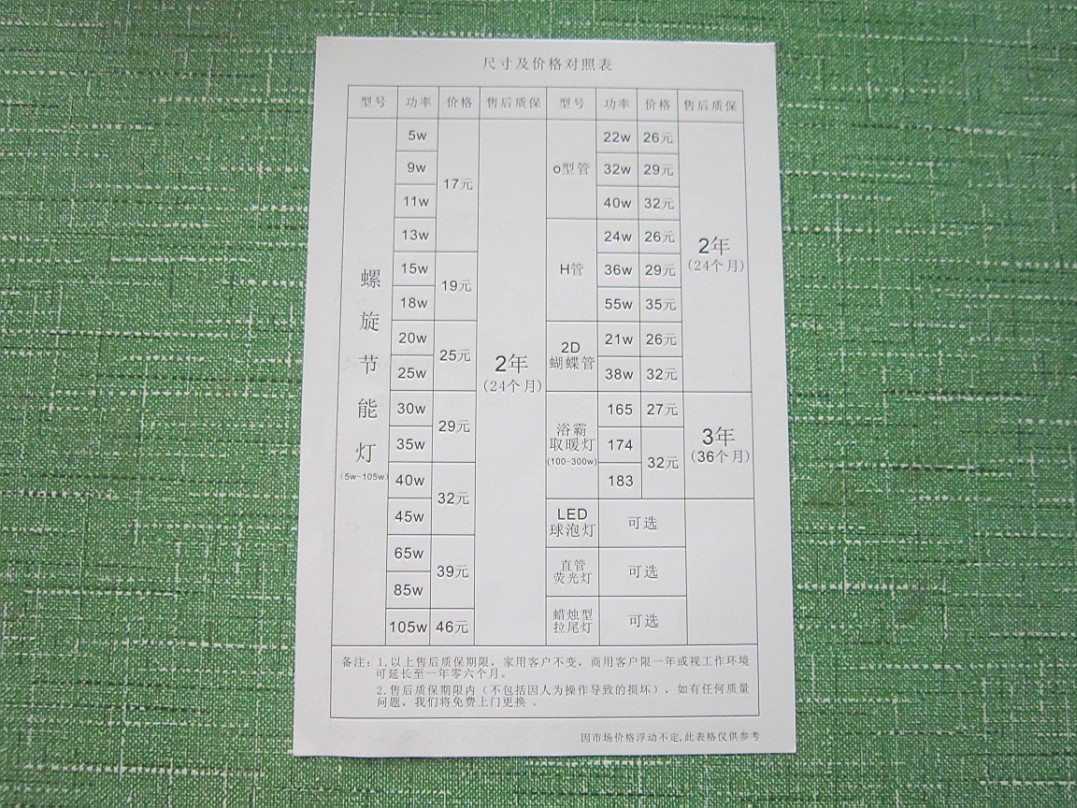 尺寸及价格对照表
型号 功率 价格 售后质保 型号 功率 价格 售后质保
螺旋节能灯
(5w-105w)
5w
9w
11w
13w
17元
15w
18w
19元
20w
25w
25元
30w
35w
29元
40w
45w
32元
65w
85w
39元
105w 46元
2年
(24个月)
o型管
22w 26元
32w 29元
40w 32元
H管
24w 26元
36w 29元
55w 35元
2D
蝴蝶管
21w 26元
38w 32元
2年
(24个月)
浴霸
取暖灯
(100-300w)
165 27元
174
183
32元
3年
(36个月)
LED
球泡灯
可选
直管
荧光灯
可选
蜡烛型
拉尾灯
可选
备注：1.以上售后质保期限，家用客户不变，商用客户限一年或视工作环境
可延长至一年零六个月。
2.售后质保期限内（不包括因人为操作导致的损坏），如有任何质量
问题，我们将免费上门更换 。
因市场价格浮动不定,此表格仅供参考